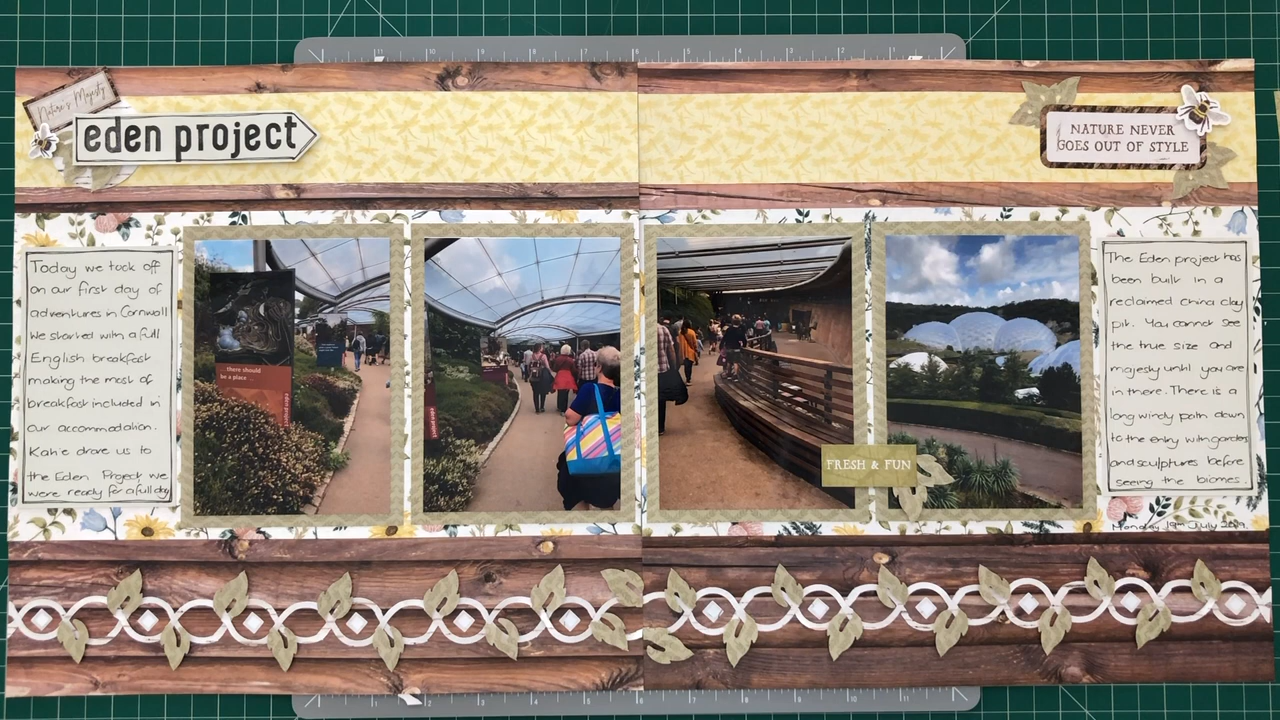 Nature's Majesty
eden project
NATURE NEVER
GOES OUT OF STYLE
Today we took off
on our first day of
adventures in Cornwall
We started with a full
English breakfast
making the most of
breakfast included in
our accommodation.
Katie drove us to
the Eden Project we
were ready for a full day
... there should
be a place ...
FRESH & FUN
The Eden project has
been built in a
reclaimed china clay
pit. You cannot see
the true size and
majesty until you are
in there. There is a
long windy path down
to the entry with gardens
and sculptures before
seeing the biomes.
Monday 19th July